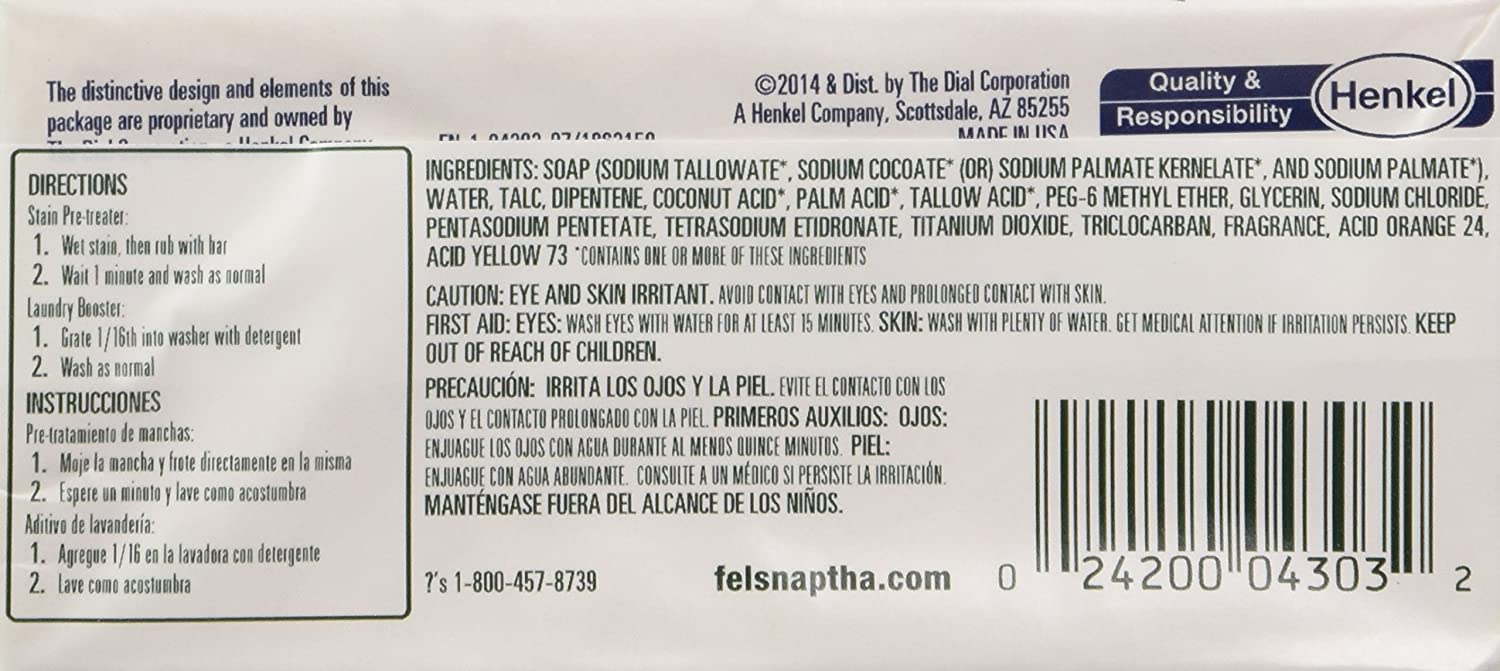 The distinctive design and elements of this
package are proprietary and owned by
©2014 & Dist. by The Dial Corporation
A Henkel Company, Scottsdale, AZ 85255
MADE IN USA
Quality &
Responsibility
Henkel
DIRECTIONS
Stain Pre-treater:
1. Wet stain, then rub with bar
2. Wait 1 minute and wash as normal
Laundry Booster:
1. Grate 1/16th into washer with detergent
2. Wash as normal
INSTRUCCIONES
Pre-tratamiento de manchas:
1. Moje la mancha y frote directamente en la misma
2. Espere un minuto y lave como acostumbra
Aditivo de lavandería:
1. Agregue 1/16 en la lavadora con detergente
2. Lave como acostumbra
INGREDIENTS: SOAP (SODIUM TALLOWATE*, SODIUM COCOATE* (OR) SODIUM PALMATE KERNELATE*, AND SODIUM PALMATE*),
WATER, TALC, DIPENTENE, COCONUT ACID*, PALM ACID*, TALLOW ACID*, PEG-6 METHYL ETHER, GLYCERIN, SODIUM CHLORIDE,
PENTASODIUM PENTETATE, TETRASODIUM ETIDRONATE, TITANIUM DIOXIDE, TRICLOCARBAN, FRAGRANCE, ACID ORANGE 24,
ACID YELLOW 73 *CONTAINS ONE OR MORE OF THESE INGREDIENTS
CAUTION: EYE AND SKIN IRRITANT. AVOID CONTACT WITH EYES AND PROLONGED CONTACT WITH SKIN.
FIRST AID: EYES: WASH EYES WITH WATER FOR AT LEAST 15 MINUTES. SKIN: WASH WITH PLENTY OF WATER. GET MEDICAL ATTENTION IF IRRITATION PERSISTS. KEEP
OUT OF REACH OF CHILDREN.
PRECAUCIÓN: IRRITA LOS OJOS Y LA PIEL. EVITE EL CONTACTO CON LOS
OJOS Y EL CONTACTO PROLONGADO CON LA PIEL. PRIMEROS AUXILIOS: OJOS:
ENJUAGUE LOS OJOS CON AGUA DURANTE AL MENOS QUINCE MINUTOS. PIEL:
ENJUAGUE CON AGUA ABUNDANTE. CONSULTE A UN MÉDICO SI PERSISTE LA IRRITACIÓN.
MANTÉNGASE FUERA DEL ALCANCE DE LOS NIÑOS.
?'s 1-800-457-8739
felsnaptha.com
0 24200 04303 2